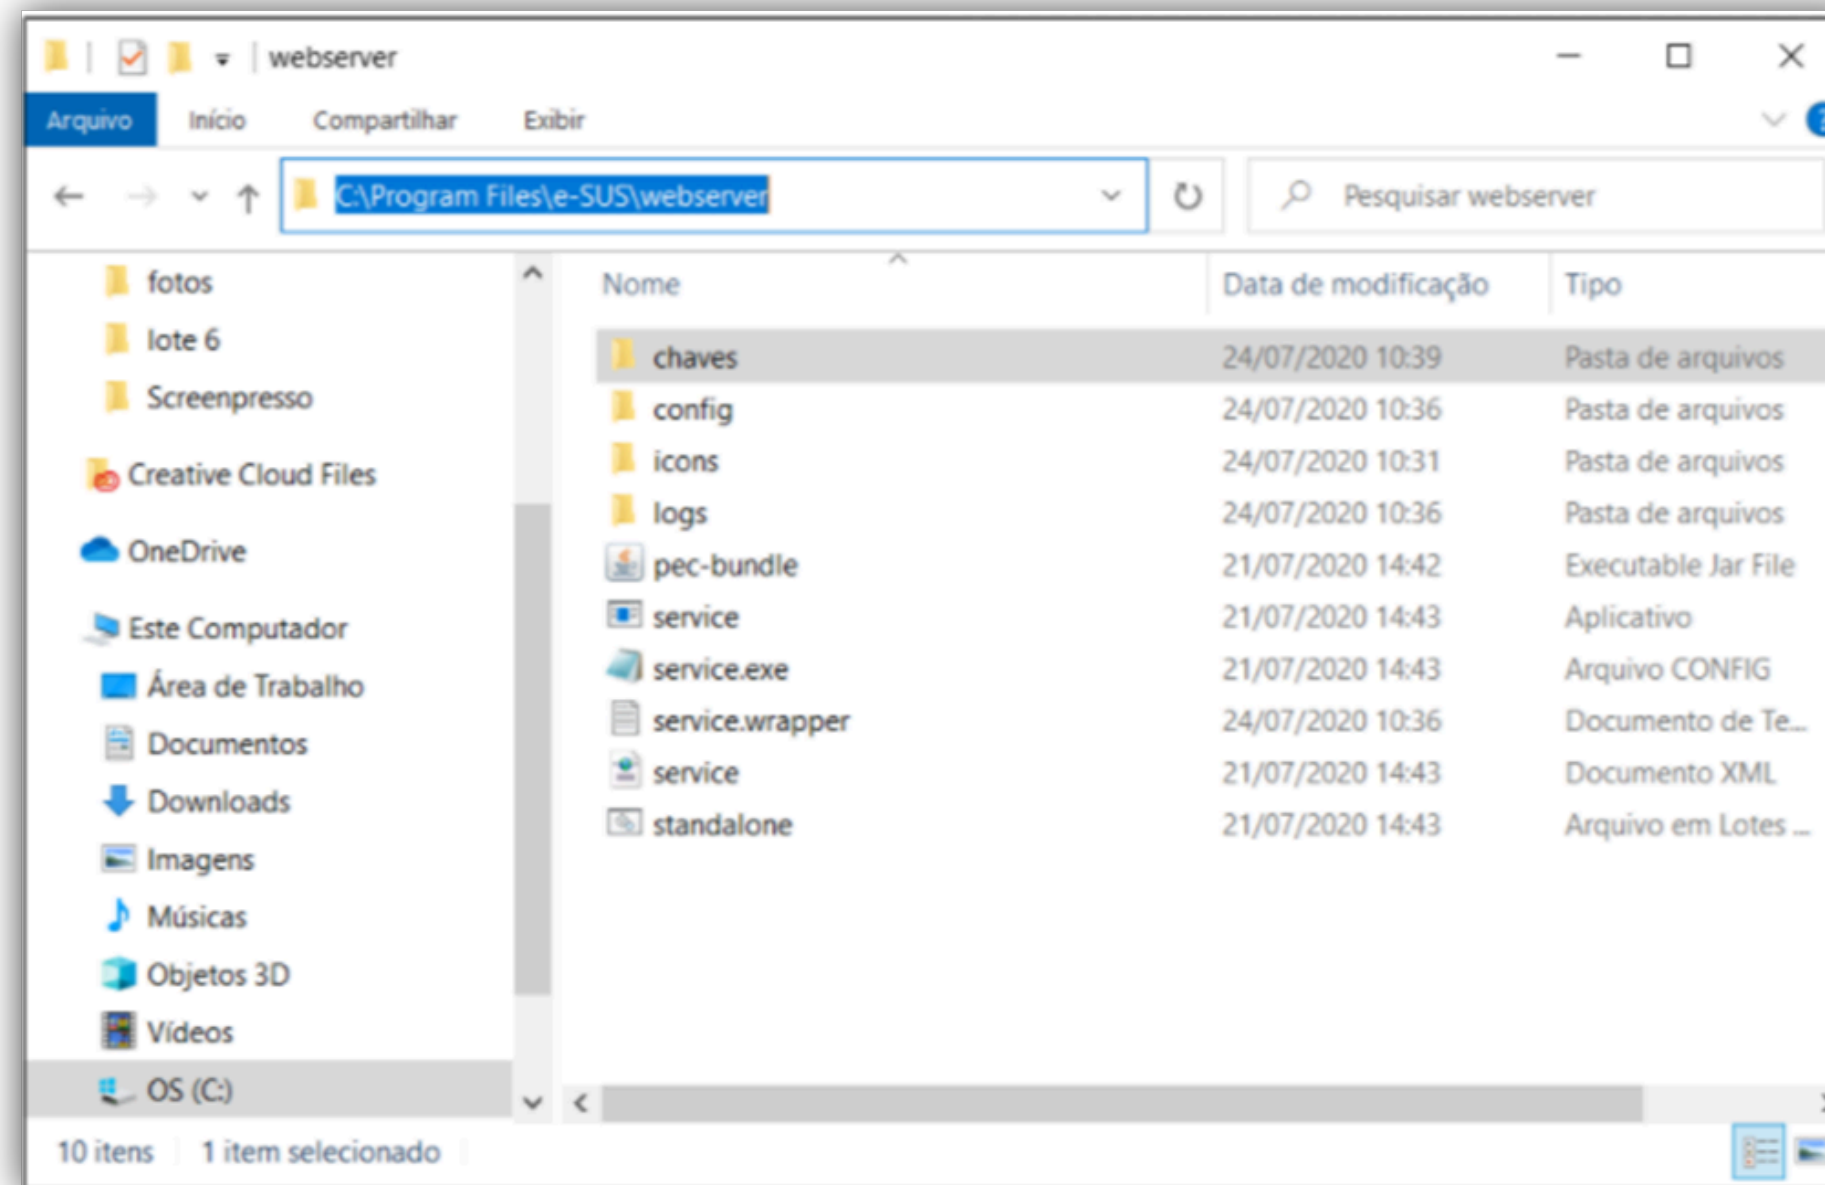 webserver
Arquivo Início Compartilhar Exibir
C:\Program Files\e-SUS\webserver Pesquisar webserver
fotos
lote 6
Screenpresso
Creative Cloud Files
OneDrive
Este Computador
Área de Trabalho
Documentos
Downloads
Imagens
Músicas
Objetos 3D
Vídeos
OS (C:)
Nome Data de modificação Tipo
chaves 24/07/2020 10:39 Pasta de arquivos
config 24/07/2020 10:36 Pasta de arquivos
icons 24/07/2020 10:31 Pasta de arquivos
logs 24/07/2020 10:36 Pasta de arquivos
pec-bundle 21/07/2020 14:42 Executable Jar File
service 21/07/2020 14:43 Aplicativo
service.exe 21/07/2020 14:43 Arquivo CONFIG
service.wrapper 24/07/2020 10:36 Documento de Te...
service 21/07/2020 14:43 Documento XML
standalone 21/07/2020 14:43 Arquivo em Lotes ...
10 itens 1 item selecionado